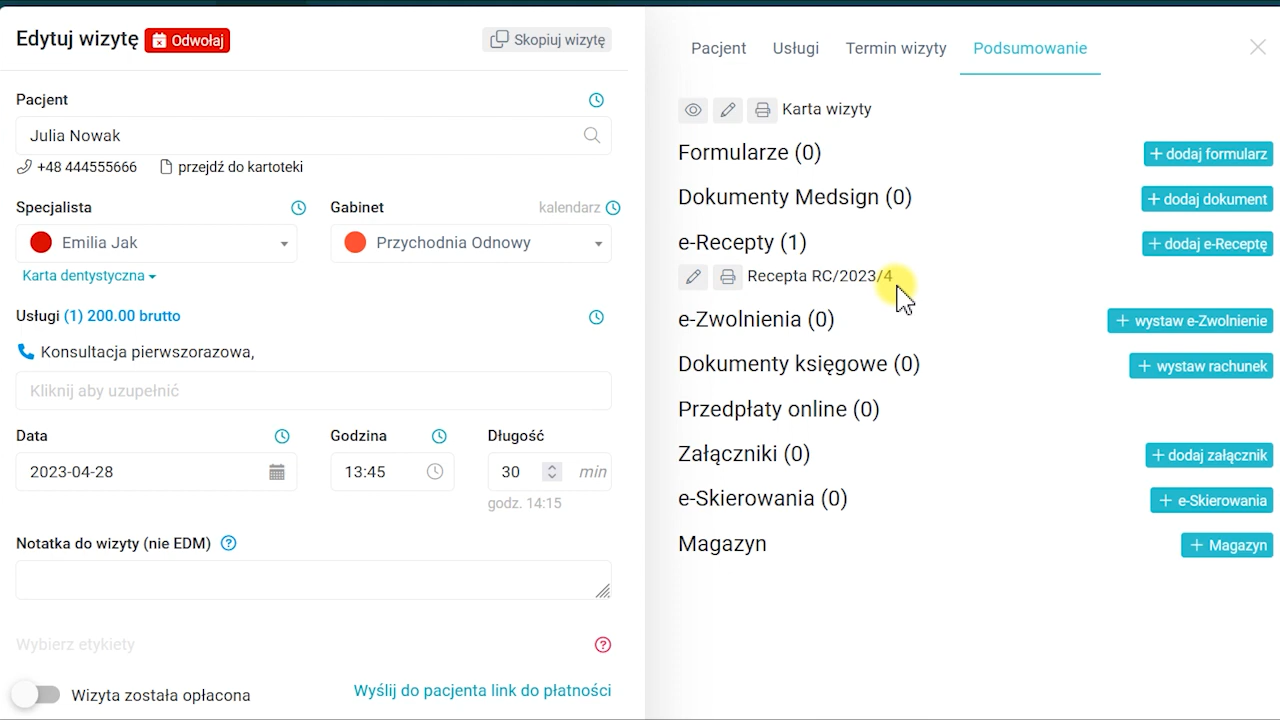 Edytuj wizytę Odwołaj Skopiuj wizytę
Pacjent
Julia Nowak
+48 444555666 przejdź do kartoteki
Specjalista Gabinet kalendarz
Emilia Jak Przychodnia Odnowy
Karta dentystyczna
Usługi (1) 200.00 brutto
Konsultacja pierwszorazowa,
Kliknij aby uzupełnić
Data Godzina Długość
2023-04-28 13:45 30 min
godz. 14:15
Notatka do wizyty (nie EDM)
Wybierz etykiety
Wizyta została opłacona Wyślij do pacjenta link do płatności
Pacjent Usługi Termin wizyty Podsumowanie
Karta wizyty
Formularze (0) + dodaj formularz
Dokumenty Medsign (0) + dodaj dokument
e-Recepty (1) + dodaj e-Receptę
Recepta RC/2023/4
e-Zwolnienia (0) + wystaw e-Zwolnienie
Dokumenty księgowe (0) + wystaw rachunek
Przedpłaty online (0)
Załączniki (0) + dodaj załącznik
e-Skierowania (0) + e-Skierowania
Magazyn + Magazyn